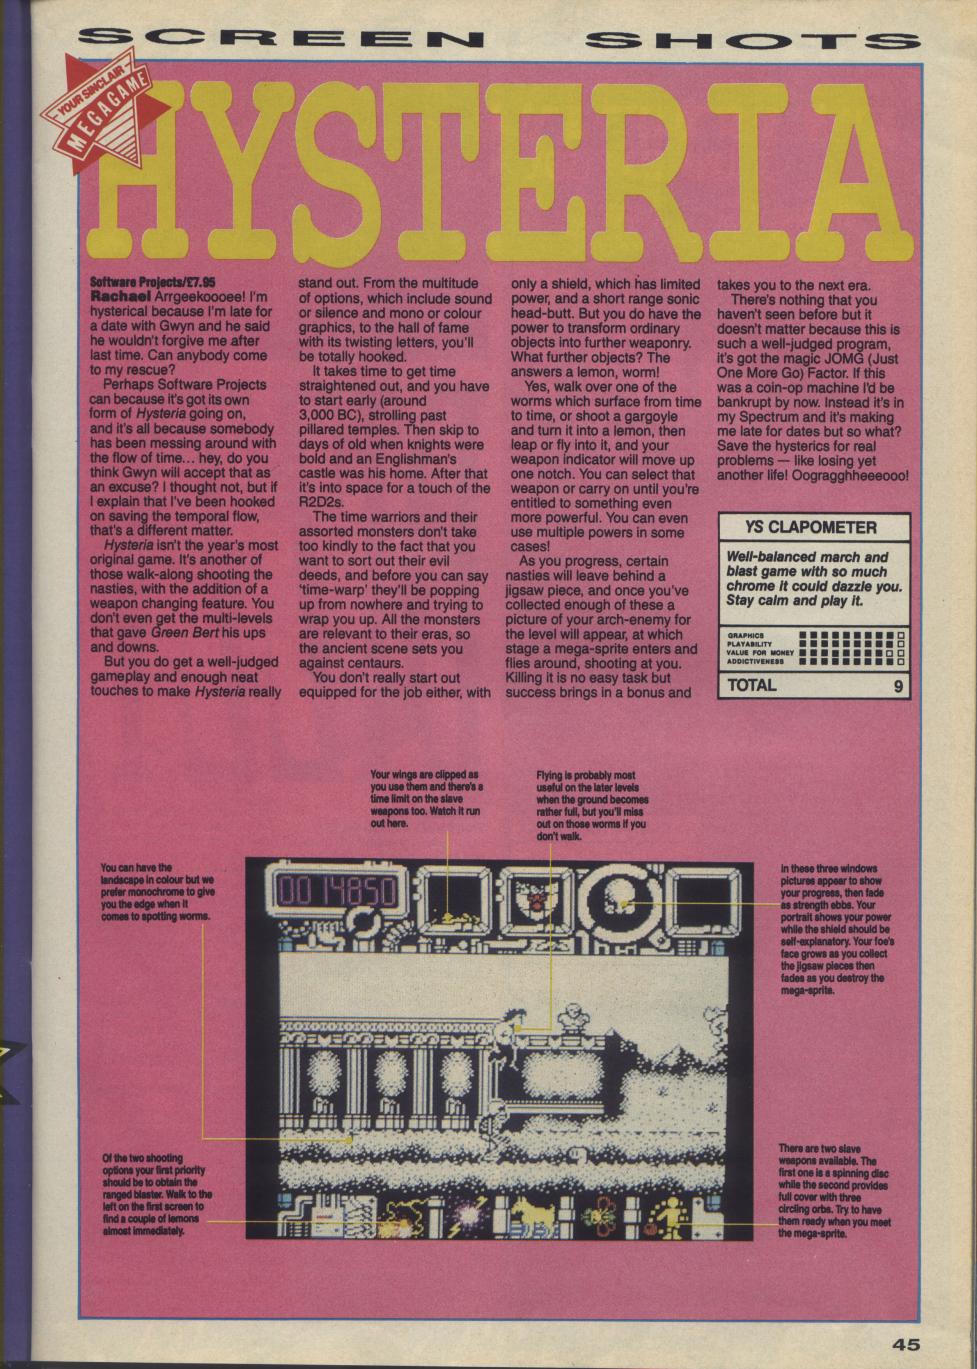 SCREEN SHOTS
YOUR SINCLAIR
MEGAGAME
HYSTERIA
Software Projects/£7.95
Rachael Arrgeekoooee! I'm
hysterical because I'm late for
a date with Gwyn and he said
he wouldn't forgive me after
last time. Can anybody come
to my rescue?
Perhaps Software Projects
can because it's got its own
form of Hysteria going on,
and it's all because somebody
has been messing around with
the flow of time... hey, do you
think Gwyn will accept that as
an excuse? I thought not, but if
I explain that I've been hooked
on saving the temporal flow,
that's a different matter.
Hysteria isn't the year's most
original game. It's another of
those walk-along shooting the
nasties, with the addition of a
weapon changing feature. You
don't even get the multi-levels
that gave Green Bert his ups
and downs.
But you do get a well-judged
gameplay and enough neat
touches to make Hysteria really
stand out. From the multitude
of options, which include sound
or silence and mono or colour
graphics, to the hall of fame
with its twisting letters, you'll
be totally hooked.
It takes time to get time
straightened out, and you have
to start early (around
3,000 BC), strolling past
pillared temples. Then skip to
days of old when knights were
bold and an Englishman's
castle was his home. After that
it's into space for a touch of the
R2D2s.
The time warriors and their
assorted monsters don't take
too kindly to the fact that you
want to sort out their evil
deeds, and before you can say
'time-warp' they'll be popping
up from nowhere and trying to
wrap you up. All the monsters
are relevant to their eras, so
the ancient scene sets you
against centaurs.
You don't really start out
equipped for the job either, with
only a shield, which has limited
power, and a short range sonic
head-butt. But you do have the
power to transform ordinary
objects into further weaponry.
What further objects? The
answers a lemon, worm!
Yes, walk over one of the
worms which surface from time
to time, or shoot a gargoyle
and turn it into a lemon, then
leap or fly into it, and your
weapon indicator will move up
one notch. You can select that
weapon or carry on until you're
entitled to something even
more powerful. You can even
use multiple powers in some
cases!
As you progress, certain
nasties will leave behind a
jigsaw piece, and once you've
collected enough of these a
picture of your arch-enemy for
the level will appear, at which
stage a mega-sprite enters and
flies around, shooting at you.
Killing it is no easy task but
success brings in a bonus and
takes you to the next era.
There's nothing that you
haven't seen before but it
doesn't matter because this is
such a well-judged program,
it's got the magic JOMG (Just
One More Go) Factor. If this
was a coin-op machine I'd be
bankrupt by now. Instead it's in
my Spectrum and it's making
me late for dates but so what?
Save the hysterics for real
problems — like losing yet
another life! Oogragghheeeooo!
YS CLAPOMETER
Well-balanced march and
blast game with so much
chrome it could dazzle you.
Stay calm and play it.
GRAPHICS
PLAYABILITY
VALUE FOR MONEY
ADDICTIVENESS
TOTAL 9
Your wings are clipped as
you use them and there's a
time limit on the slave
weapons too. Watch it run
out here.
Flying is probably most
useful on the later levels
when the ground becomes
rather full, but you'll miss
out on those worms if you
don't walk.
You can have the
landscape in colour but we
prefer monochrome to give
you the edge when it
comes to spotting worms.
In these three windows
pictures appear to show
your progress, then fade
as strength ebbs. Your
portrait shows your power
while the shield should be
self-explanatory. Your foe's
face grows as you collect
the jigsaw pieces then
fades as you destroy the
mega-sprite.
00 14850
Of the two shooting
options your first priority
should be to obtain the
ranged blaster. Walk to the
left on the first screen to
find a couple of lemons
almost immediately.
There are two slave
weapons available. The
first one is a spinning disc
while the second provides
full cover with three
circling orbs. Try to have
them ready when you meet
the mega-sprite.
45